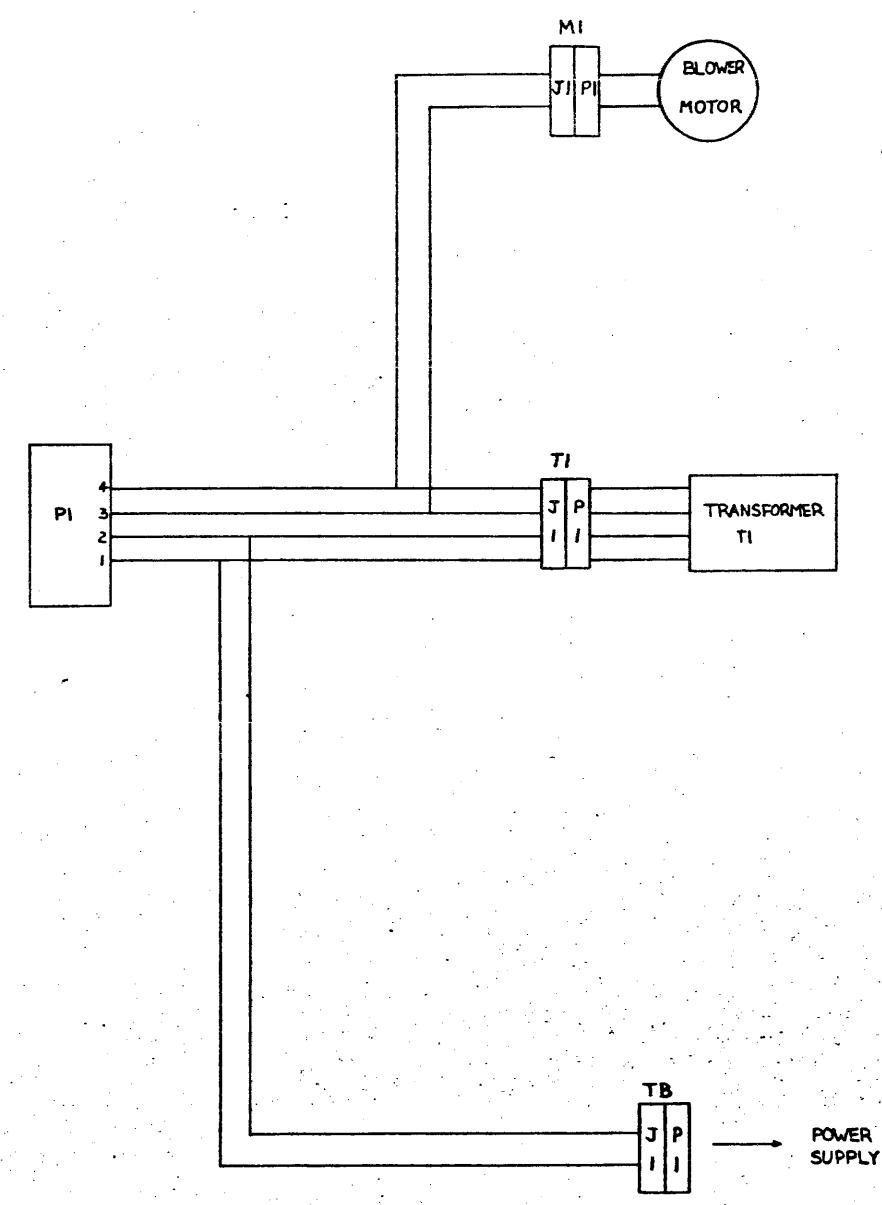 M1
J1 P1
BLOWER
MOTOR
T1
P1
4
3
2
1
J P
1 1
TRANSFORMER
T1
TB
J P
1 1
POWER
SUPPLY